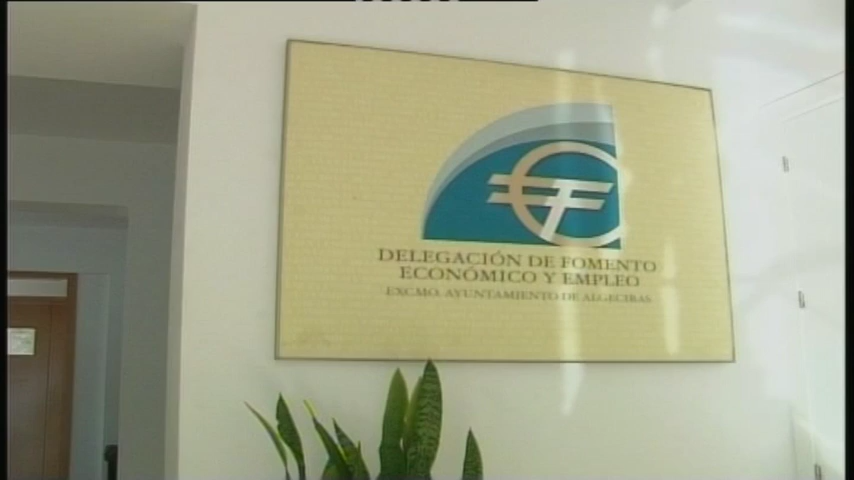 DELEGACIÓN DE FOMENTO
ECONÓMICO Y EMPLEO
EXCMO. AYUNTAMIENTO DE ALGECIRAS